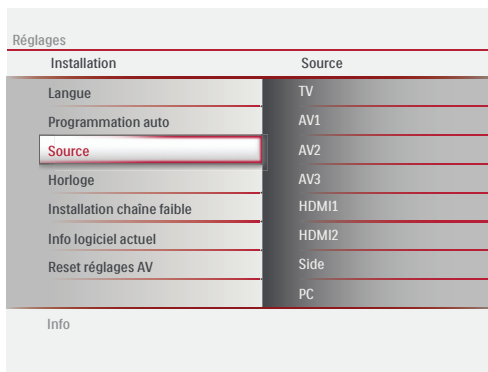 Réglages
Installation Source
Langue TV
Programmation auto AV1
Source AV2
Horloge AV3
Installation chaîne faible HDMI1
Info logiciel actuel HDMI2
Reset réglages AV Side
PC
Info